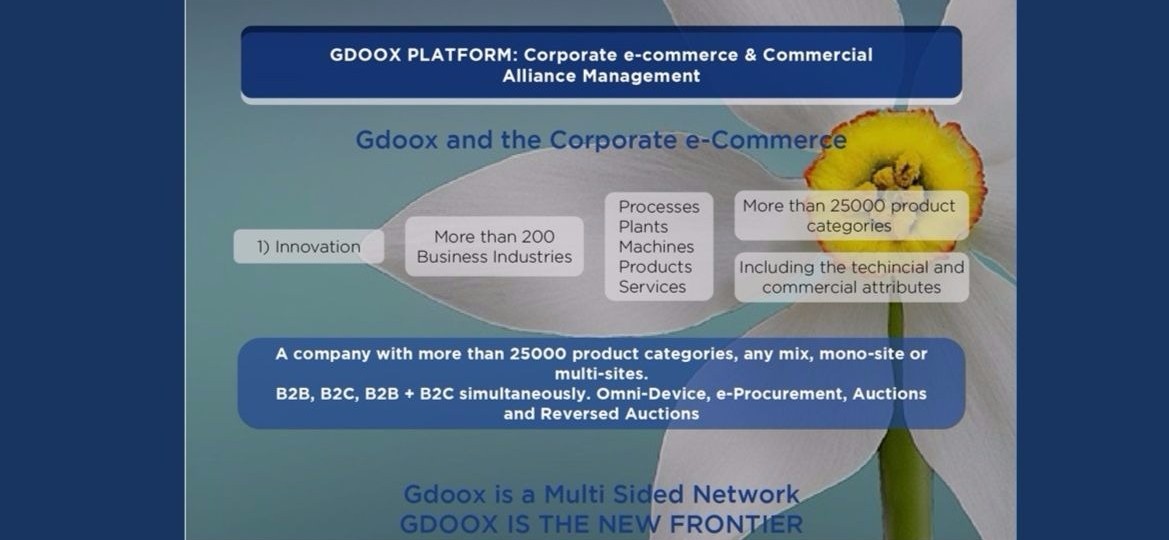 GDOOX PLATFORM: Corporate e-commerce & Commercial
Alliance Management
Gdoox and the Corporate e-Commerce
1) Innovation
More than 200
Business Industries
Processes
Plants
Machines
Products
Services
More than 25000 product
categories
Including the techincial and
commercial attributes
A company with more than 25000 product categories, any mix, mono-site or
multi-sites.
B2B, B2C, B2B + B2C simultaneously. Omni-Device, e-Procurement, Auctions
and Reversed Auctions
Gdoox is a Multi Sided Network
GDOOX IS THE NEW FRONTIER